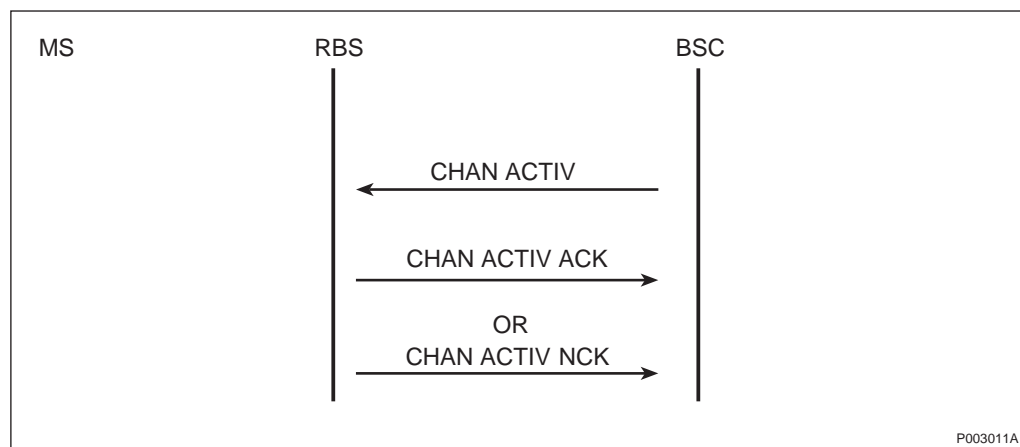 MS RBS BSC
CHAN ACTIV
CHAN ACTIV ACK
OR
CHAN ACTIV NCK
P003011A